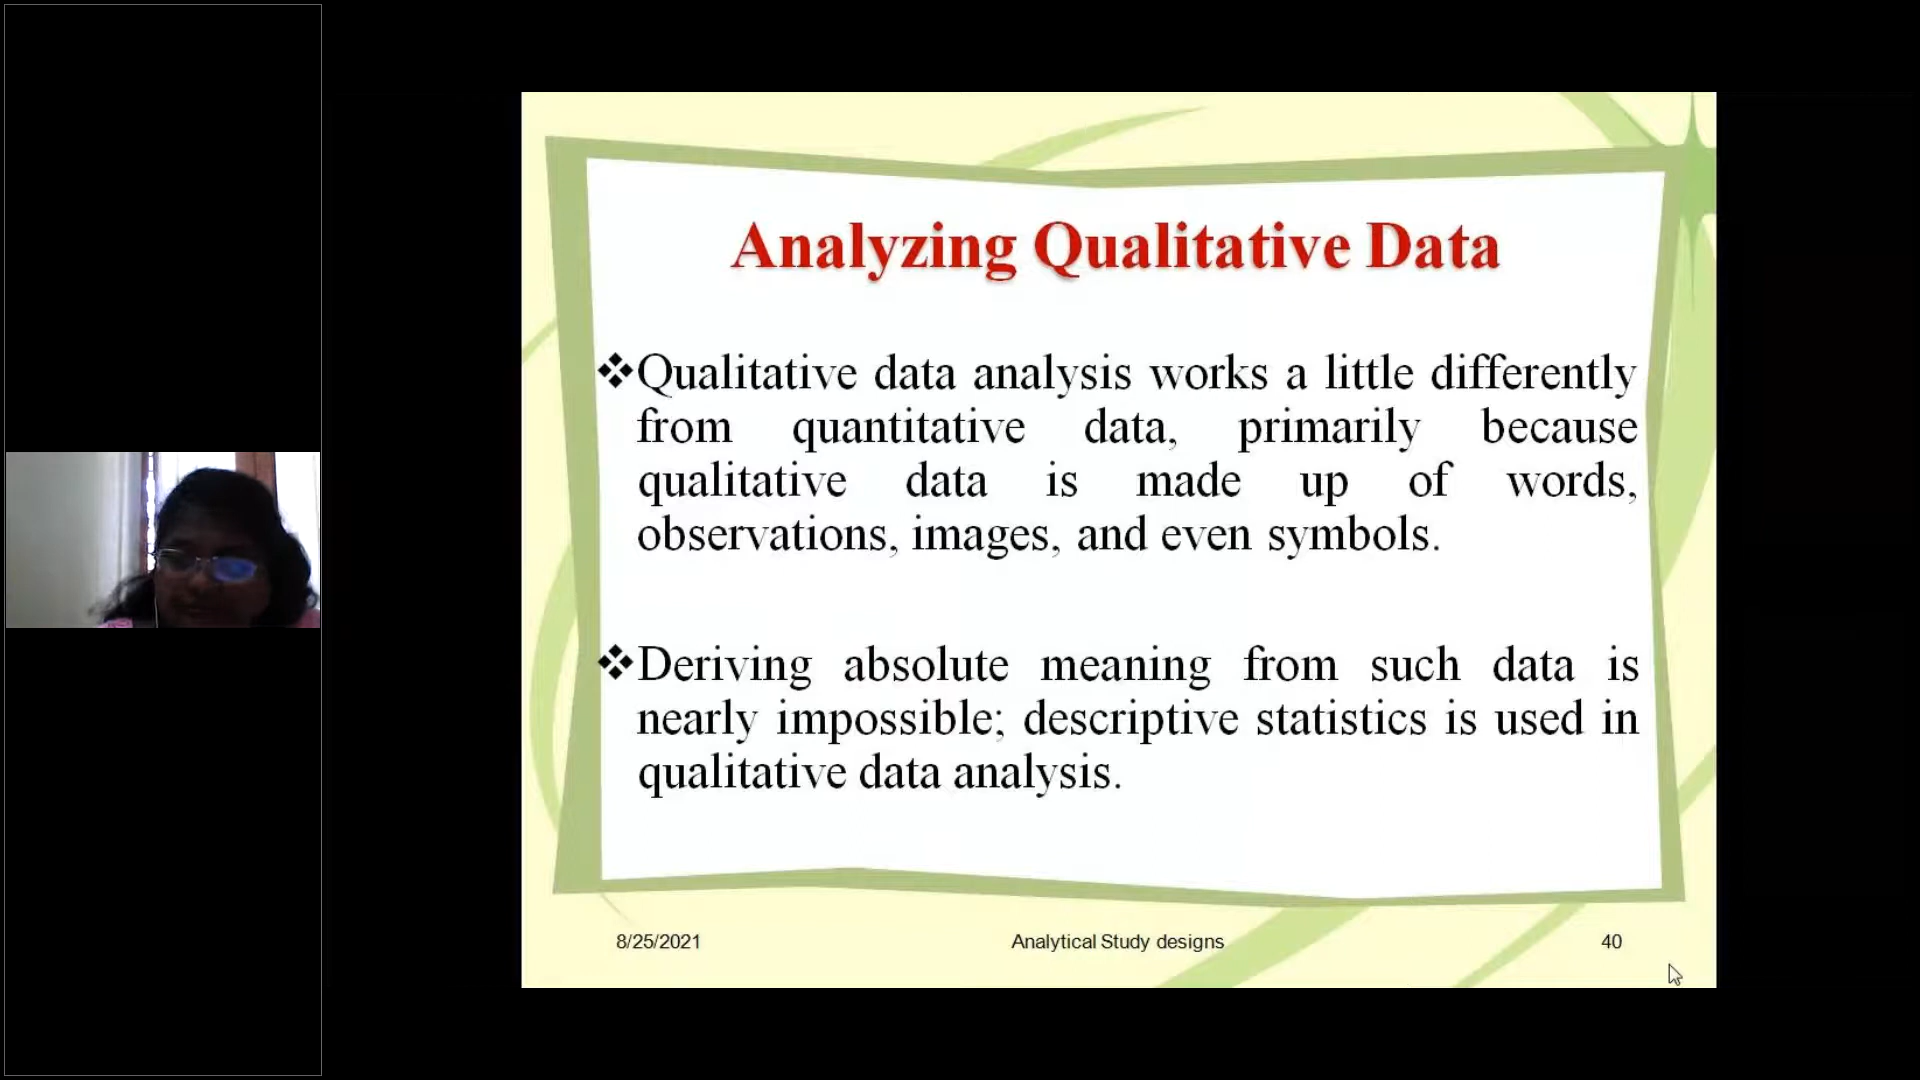 Analyzing Qualitative Data
❖Qualitative data analysis works a little differently
from quantitative data, primarily because
qualitative data is made up of words,
observations, images, and even symbols.
❖Deriving absolute meaning from such data is
nearly impossible; descriptive statistics is used in
qualitative data analysis.
8/25/2021 Analytical Study designs 40